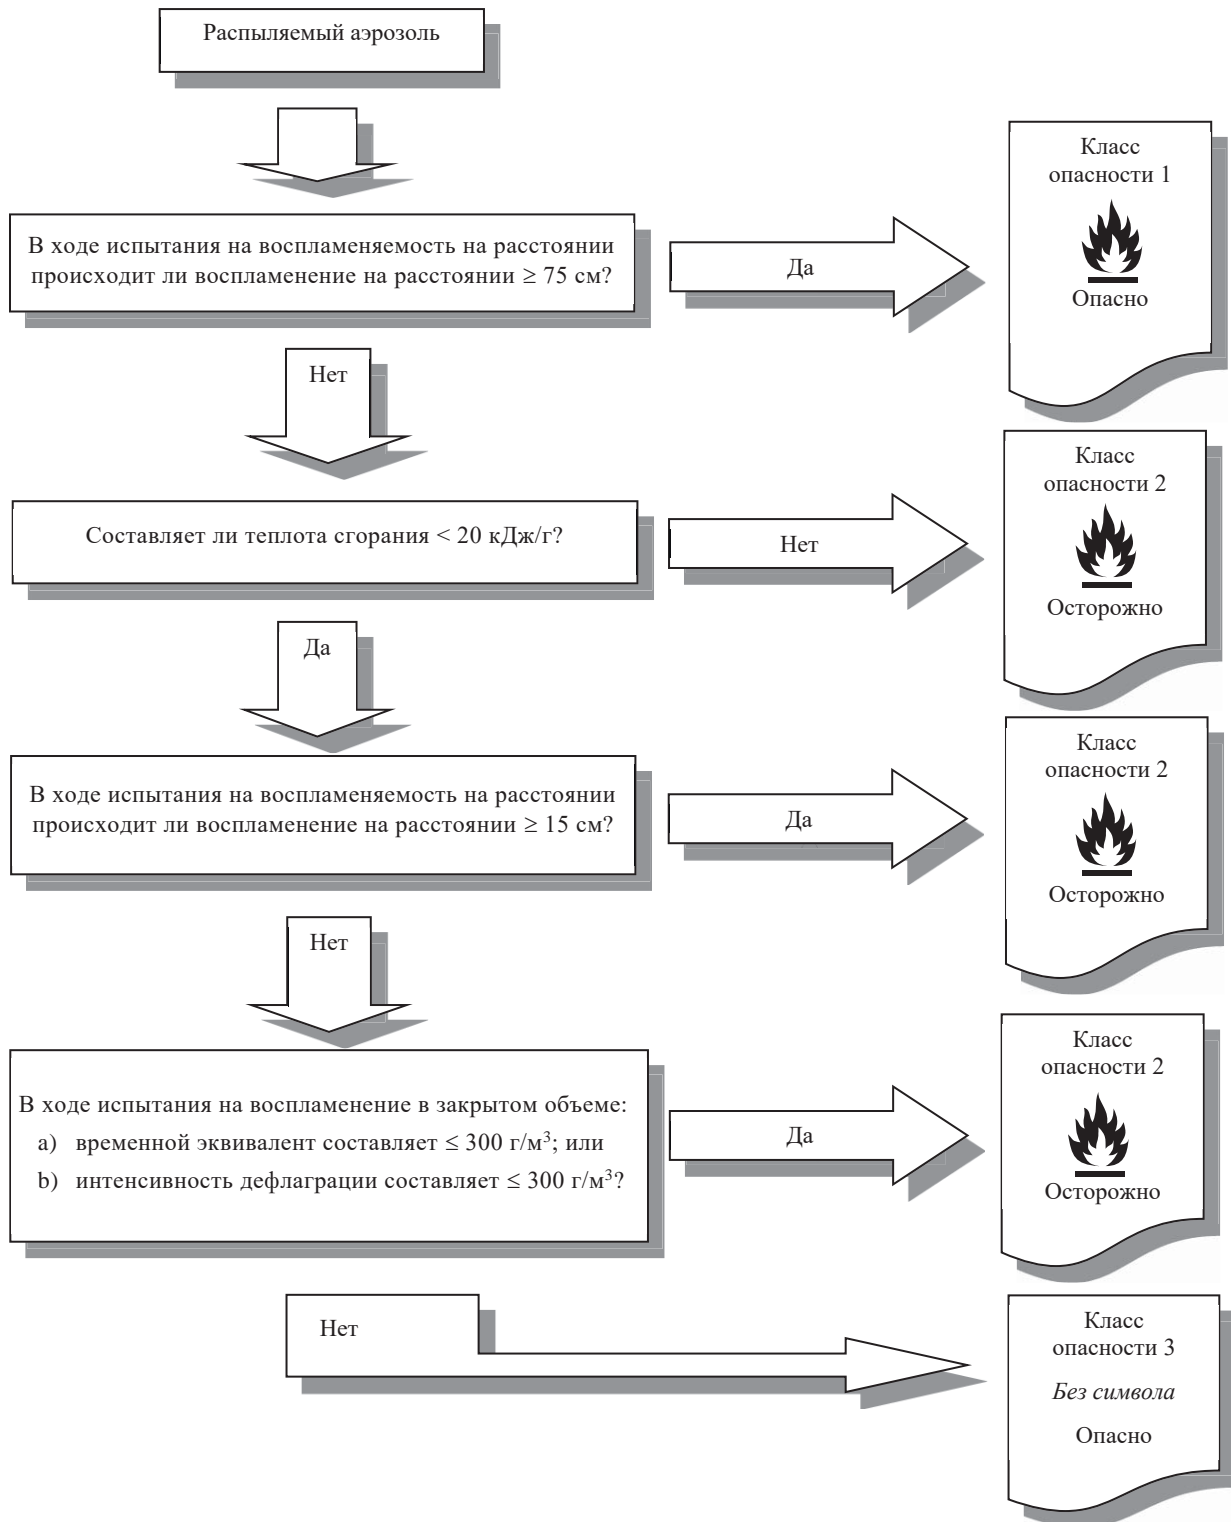 Распыляемый аэрозоль
Класс
опасности 1
Опасно
В ходе испытания на воспламеняемость на расстоянии
происходит ли воспламенение на расстоянии ≥ 75 см?
Да
Нет
Класс
опасности 2
Осторожно
Составляет ли теплота сгорания < 20 кДж/г?
Нет
Да
Класс
опасности 2
Осторожно
В ходе испытания на воспламеняемость на расстоянии
происходит ли воспламенение на расстоянии ≥ 15 см?
Да
Нет
Класс
опасности 2
Осторожно
В ходе испытания на воспламенение в закрытом объеме:
a) временной эквивалент составляет ≤ 300 г/м³; или
b) интенсивность дефлаграции составляет ≤ 300 г/м³?
Да
Нет
Класс
опасности 3
Без символа
Опасно